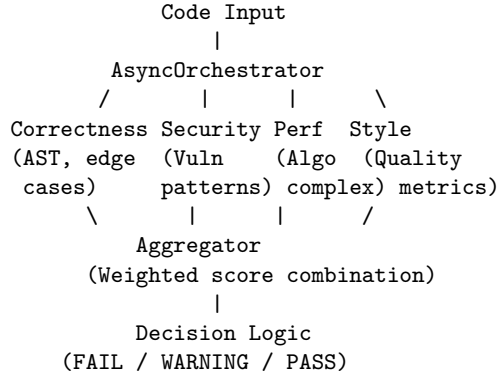 Code Input
|
AsyncOrchestrator
/ | | \
Correctness Security Perf Style
(AST, edge (Vuln (Algo (Quality
cases) patterns) complex) metrics)
\ | | /
Aggregator
(Weighted score combination)
|
Decision Logic
(FAIL / WARNING / PASS)